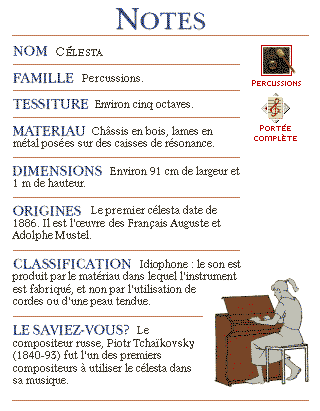 NOTES
NOM Célesta
FAMILLE Percussions.
TESSITURE Environ cinq octaves.
MATERIAU Châssis en bois, lames en
métal posées sur des caisses de résonance.
DIMENSIONS Environ 91 cm de largeur et
1 m de hauteur.
ORIGINES Le premier célesta date de
1886. Il est l'œuvre des Français Auguste et
Adolphe Mustel.
CLASSIFICATION Idiophone : le son est
produit par le matériau dans lequel l'instrument
est fabriqué, et non par l'utilisation de
cordes ou d'une peau tendue.
LE SAVIEZ-VOUS? Le
compositeur russe, Piotr Tchaïkovsky
(1840-93) fut l'un des premiers
compositeurs à utiliser le célesta dans
sa musique.
PERCUSSIONS
PORTÉE
COMPLÈTE